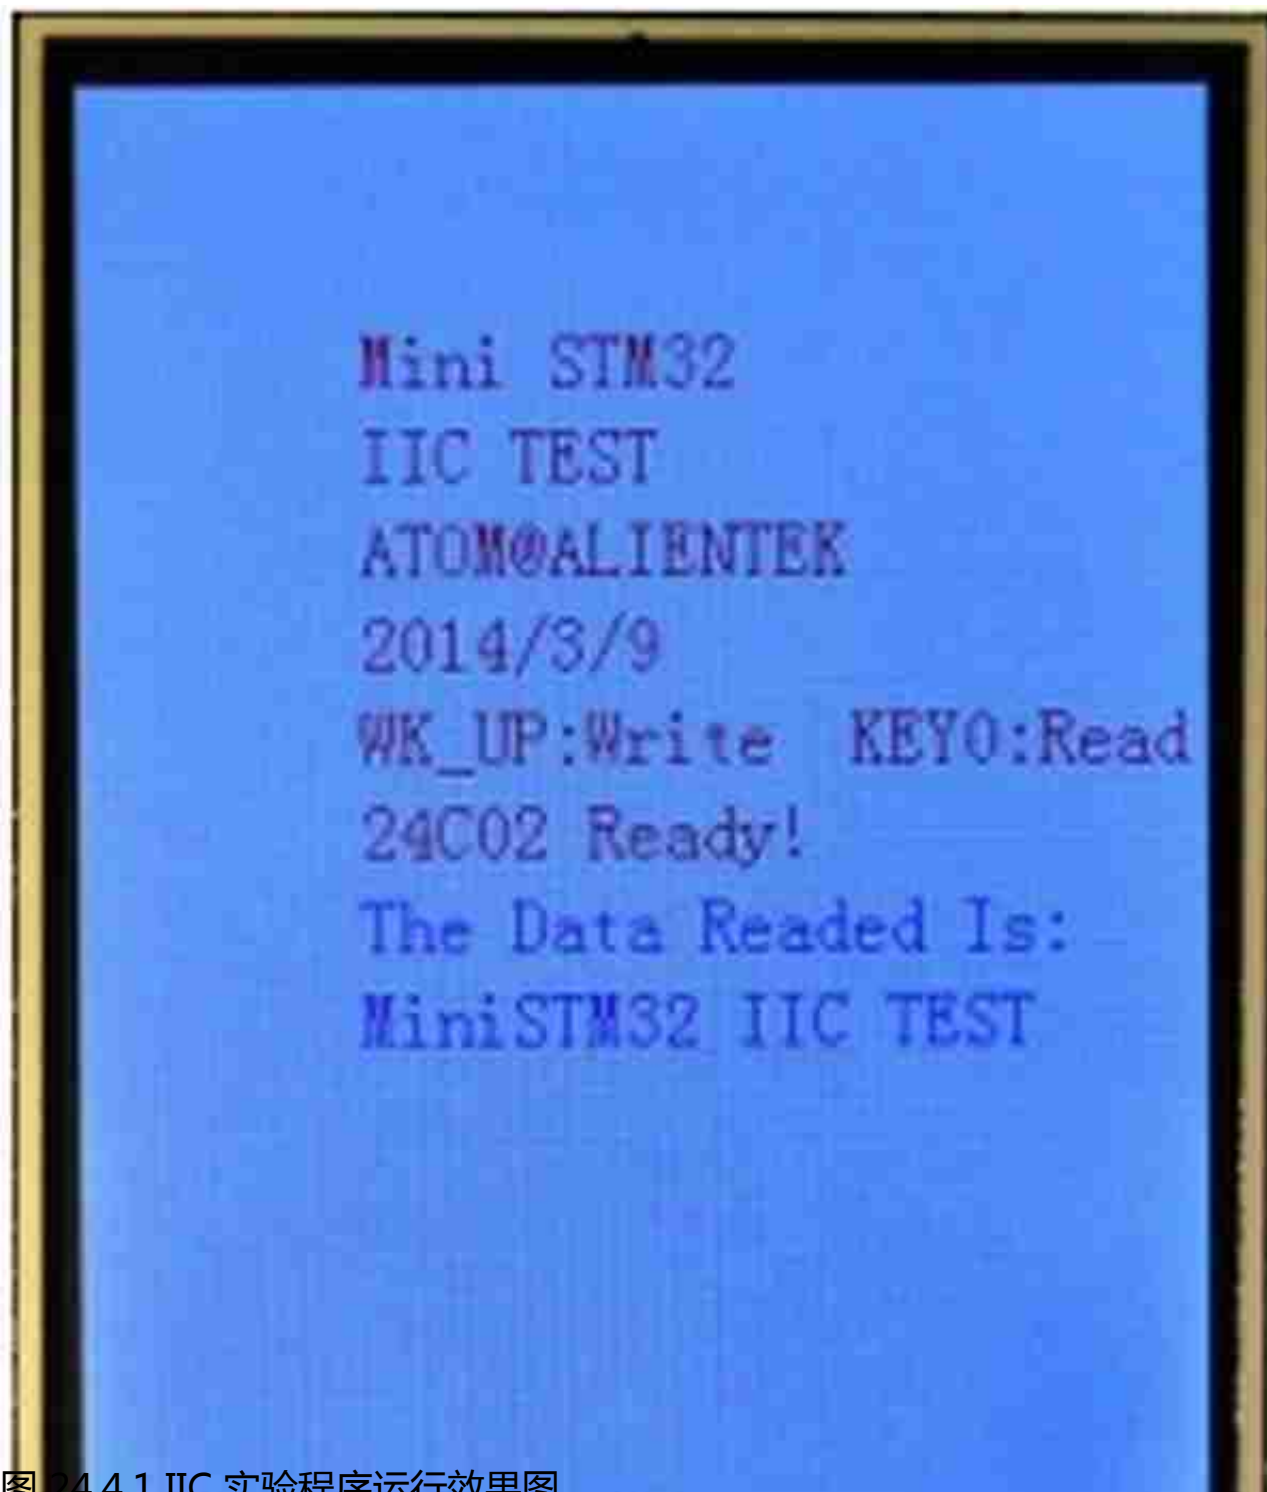 Mini STM32
IIC TEST
ATOM@ALIENTEK
2014/3/9
WK_UP:Write  KEY0:Read
24C02 Ready!
The Data Readed Is:
MiniSTM32 IIC TEST
图 24.4.1 IIC 实验程序运行效果图